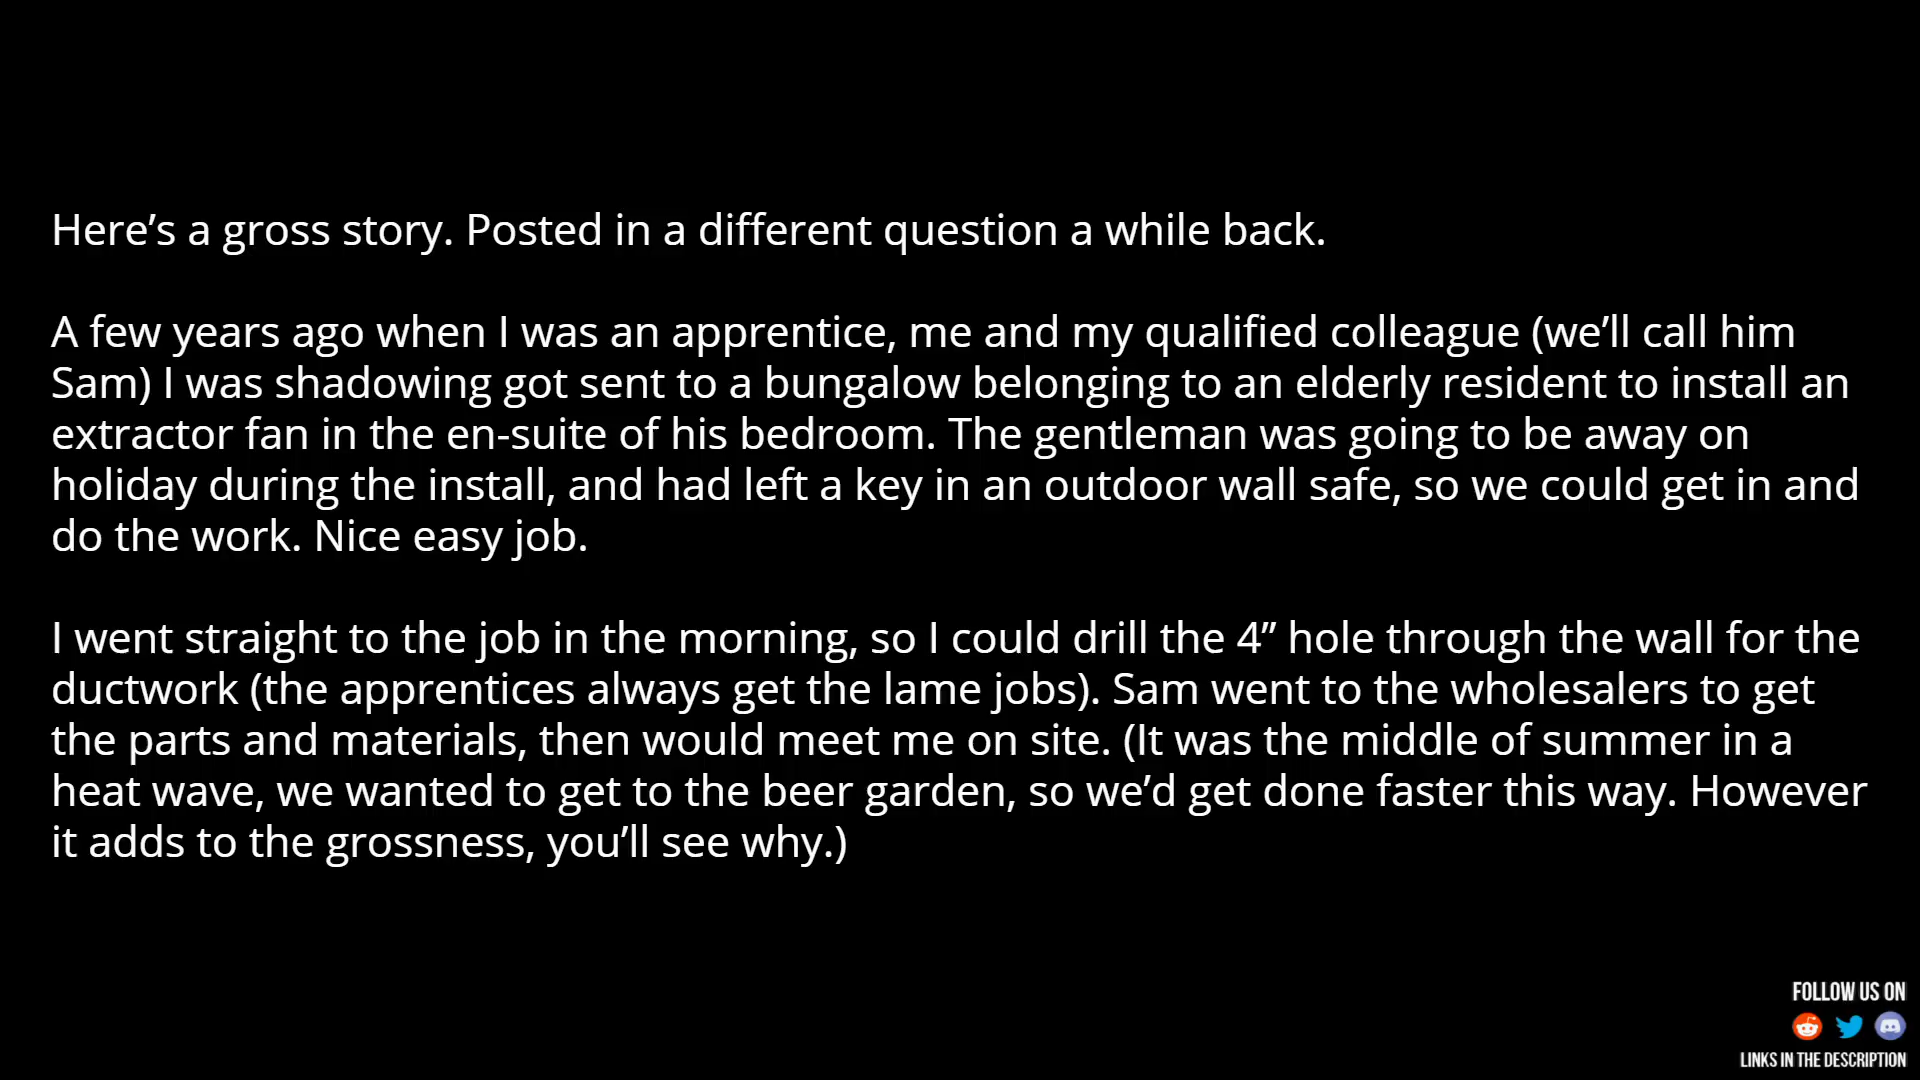 Here’s a gross story. Posted in a different question a while back.
A few years ago when I was an apprentice, me and my qualified colleague (we’ll call him
Sam) I was shadowing got sent to a bungalow belonging to an elderly resident to install an
extractor fan in the en-suite of his bedroom. The gentleman was going to be away on
holiday during the install, and had left a key in an outdoor wall safe, so we could get in and
do the work. Nice easy job.
I went straight to the job in the morning, so I could drill the 4” hole through the wall for the
ductwork (the apprentices always get the lame jobs). Sam went to the wholesalers to get
the parts and materials, then would meet me on site. (It was the middle of summer in a
heat wave, we wanted to get to the beer garden, so we’d get done faster this way. However
it adds to the grossness, you’ll see why.)
FOLLOW US ON
LINKS IN THE DESCRIPTION